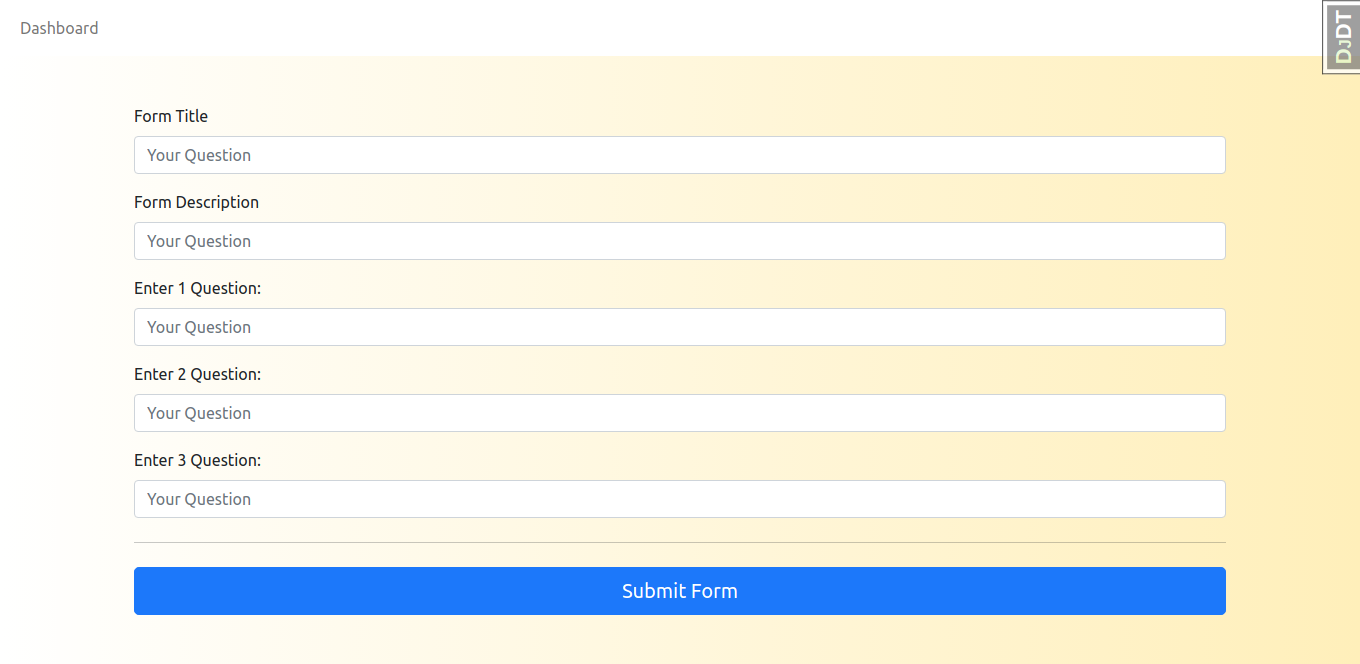 Dashboard
DjDT
Form Title
Your Question
Form Description
Your Question
Enter 1 Question:
Your Question
Enter 2 Question:
Your Question
Enter 3 Question:
Your Question
Submit Form